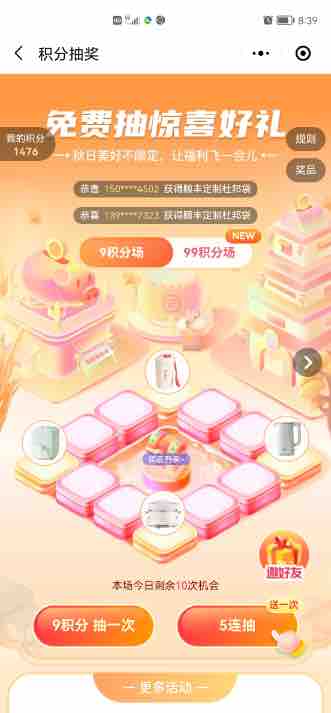 8:39
积分抽奖
免费抽惊喜好礼
我的积分
1476
规则
秋日美好不限定，让福利飞一会儿
奖品
恭喜 150****4502 获得顺丰定制杜邦袋
恭喜 189****7323 获得顺丰定制杜邦袋
NEW
9积分场
99积分场
邀好友
本场今日剩余10次机会
送一次
9积分 抽一次
5连抽
更多活动